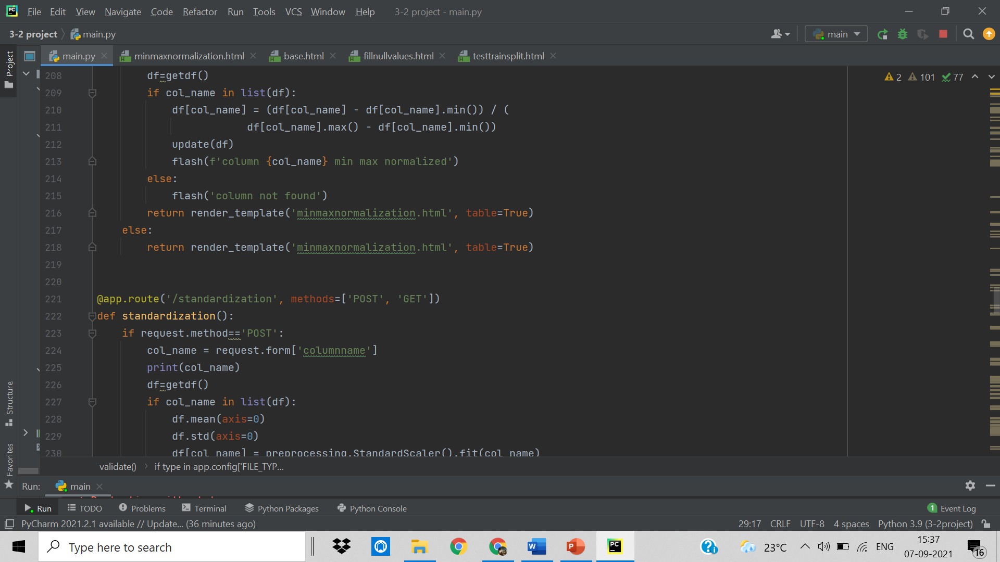 File Edit View Navigate Code Refactor Run Tools VCS Window Help 3-2 project - main.py
3-2 project main.py main
Project
main.py minmaxnormalization.html base.html fillnullvalues.html testtrainsplit.html
2 101 77
208 df=getdf()
209 if col_name in list(df):
210 df[col_name] = (df[col_name] - df[col_name].min()) / (
211 df[col_name].max() - df[col_name].min())
212 update(df)
213 flash(f'column {col_name} min max normalized')
214 else:
215 flash('column not found')
216 return render_template('minmaxnormalization.html', table=True)
217 else:
218 return render_template('minmaxnormalization.html', table=True)
219
220
221 @app.route('/standardization', methods=['POST', 'GET'])
222 def standardization():
223 if request.method=='POST':
224 col_name = request.form['columnname']
225 print(col_name)
226 df=getdf()
227 if col_name in list(df):
228 df.mean(axis=0)
229 df.std(axis=0)
230 df[col_name] = preprocessing.StandardScaler().fit(col_name)
Structure
Favorites
validate() if type in app.config['FILE_TYP...
Run: main
Run TODO Problems Terminal Python Packages Python Console 1 Event Log
PyCharm 2021.2.1 available // Update... (36 minutes ago) 29:17 CRLF UTF-8 4 spaces Python 3.9 (3-2project)
Type here to search
23°C ENG 15:37
07-09-2021
16